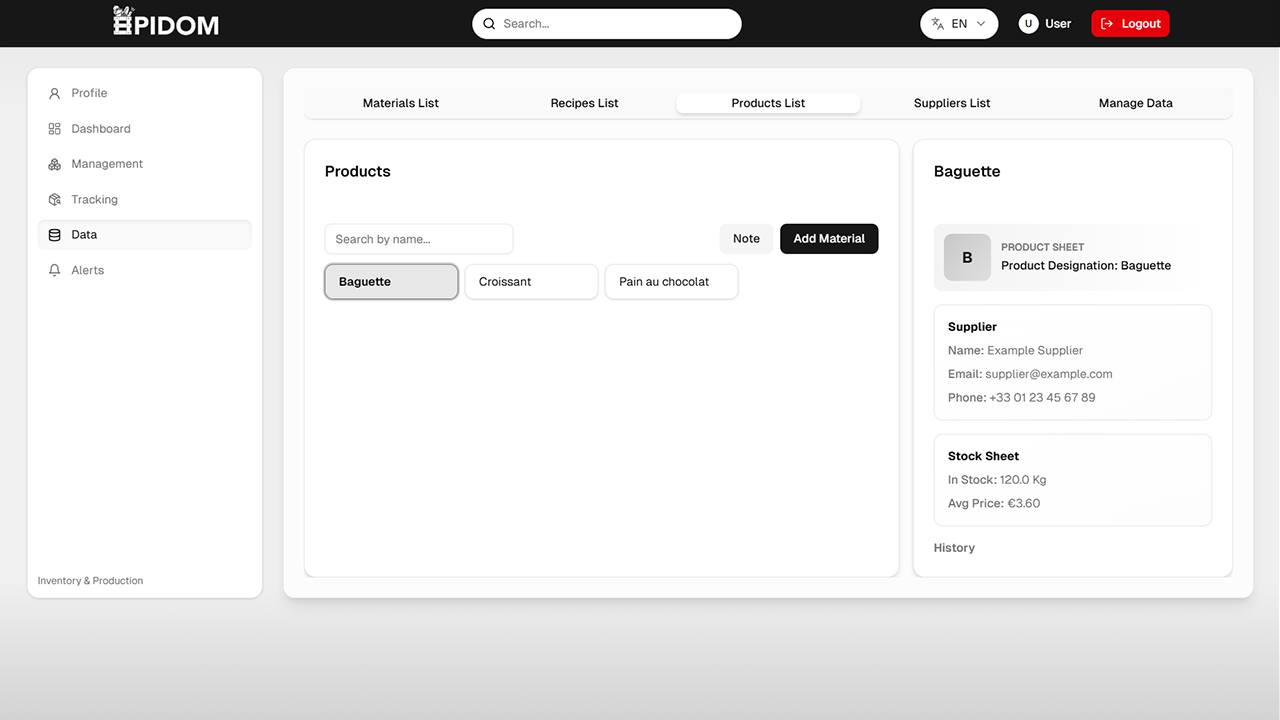 EPIDOM
Search...
EN
U
User
Logout
Profile
Dashboard
Management
Tracking
Data
Alerts
Inventory & Production
Materials List
Recipes List
Products List
Suppliers List
Manage Data
Products
Search by name...
Note
Add Material
Baguette
Croissant
Pain au chocolat
Baguette
B
PRODUCT SHEET
Product Designation: Baguette
Supplier
Name: Example Supplier
Email: supplier@example.com
Phone: +33 01 23 45 67 89
Stock Sheet
In Stock: 120.0 Kg
Avg Price: €3.60
History